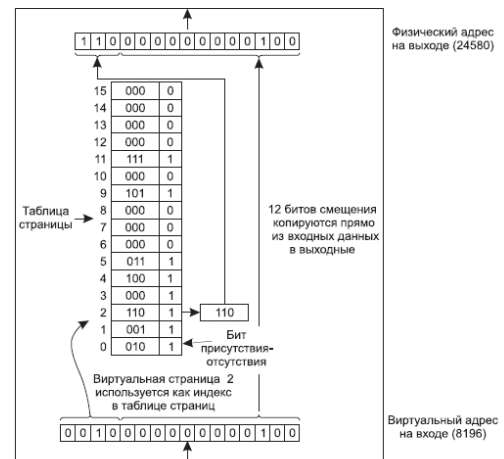 1 1 0 0 0 0 0 0 0 0 0 0 1 0 0
Физический адрес
на выходе (24580)
15 000 0
14 000 0
13 000 0
12 000 0
11 111 1
10 000 0
9 101 1
8 000 0
7 000 0
6 000 0
5 011 1
4 100 1
3 000 1
2 110 1 110
1 001 1
0 010 1
Таблица
страницы
12 битов смещения
копируются прямо
из входных данных
в выходные
Бит
присутствия-
отсутствия
Виртуальная страница 2
используется как индекс
в таблице страниц
0 0 1 0 0 0 0 0 0 0 0 0 0 1 0 0
Виртуальный адрес
на входе (8196)